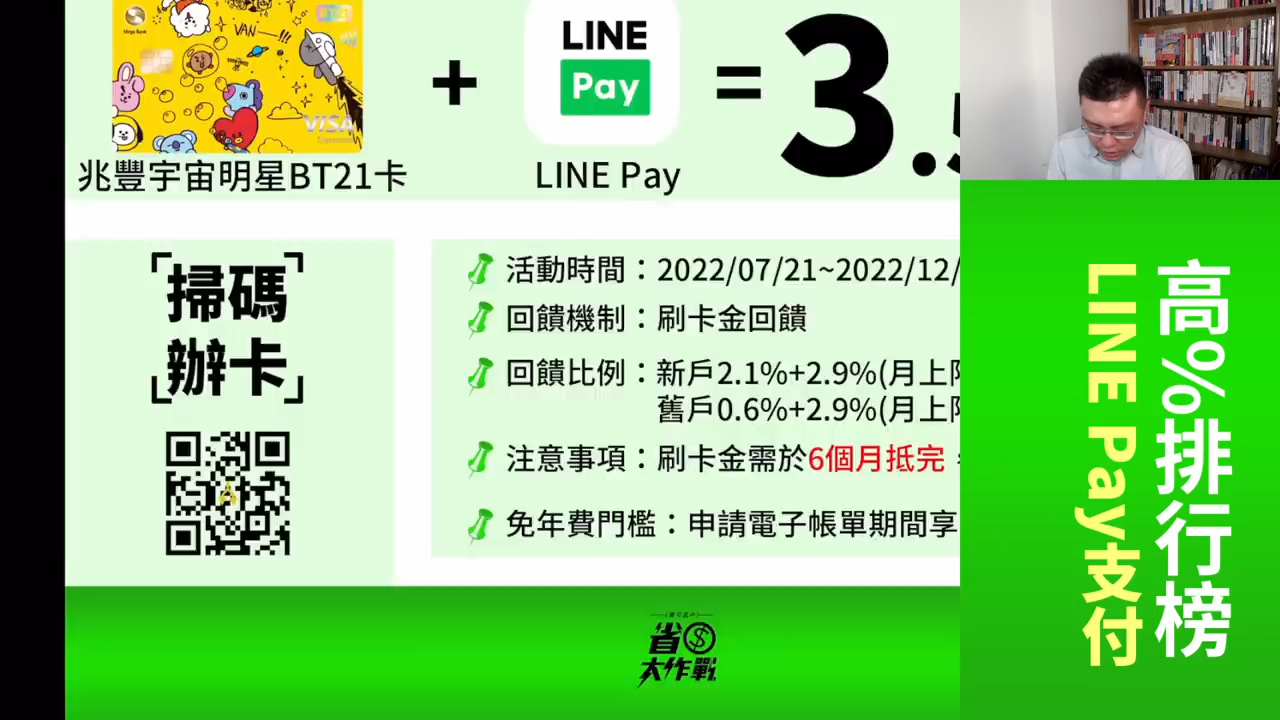 Mega Bank
BT21
VAN
VISA
兆豐宇宙明星BT21卡
+
LINE
Pay
LINE Pay
=
3.
掃碼
辦卡
活動時間：2022/07/21~2022/12/
回饋機制：刷卡金回饋
回饋比例：新戶2.1%+2.9%(月上
舊戶0.6%+2.9%(月上
注意事項：刷卡金需於6個月抵完
免年費門檻：申請電子帳單期間享
省$
大作戰
高%排行榜
LINE Pay支付